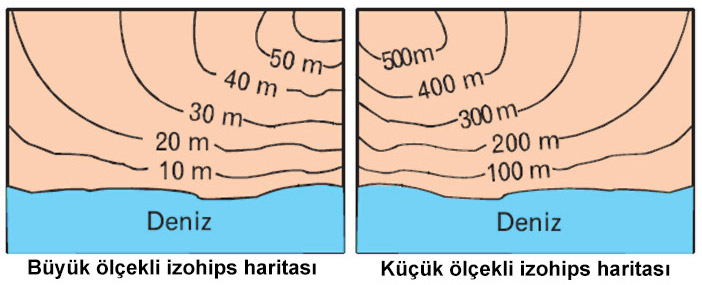 50 m
40 m
30 m
20 m
10 m
Deniz
Büyük ölçekli izohips haritası
500m
400 m
300 m
200 m
100 m
Deniz
Küçük ölçekli izohips haritası